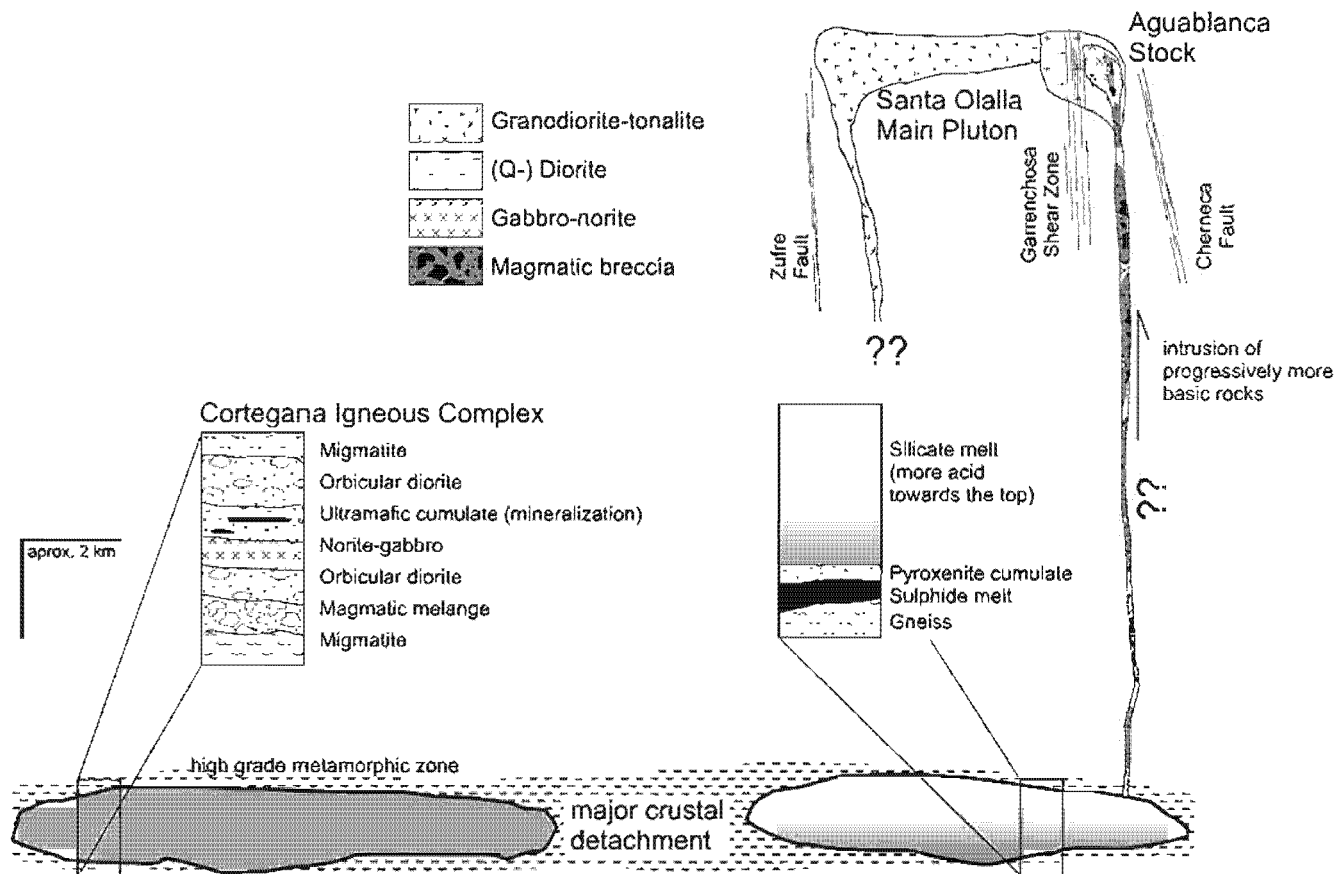 Aguablanca
Stock
Santa Olalla
Main Pluton
Granodiorite-tonalite
(Q-) Diorite
Gabbro-norite
Magmatic breccia
Zufre
Fault
Garrenchosa
Shear Zone
Cherneca
Fault
??
intrusion of
progressively more
basic rocks
??
Cortegana Igneous Complex
Migmatite
Orbicular diorite
Ultramafic cumulate (mineralization)
Norite-gabbro
Orbicular diorite
Magmatic melange
Migmatite
aprox. 2 km
Silicate melt
(more acid
towards the top)
Pyroxenite cumulate
Sulphide melt
Gneiss
high grade metamorphic zone
major crustal
detachment